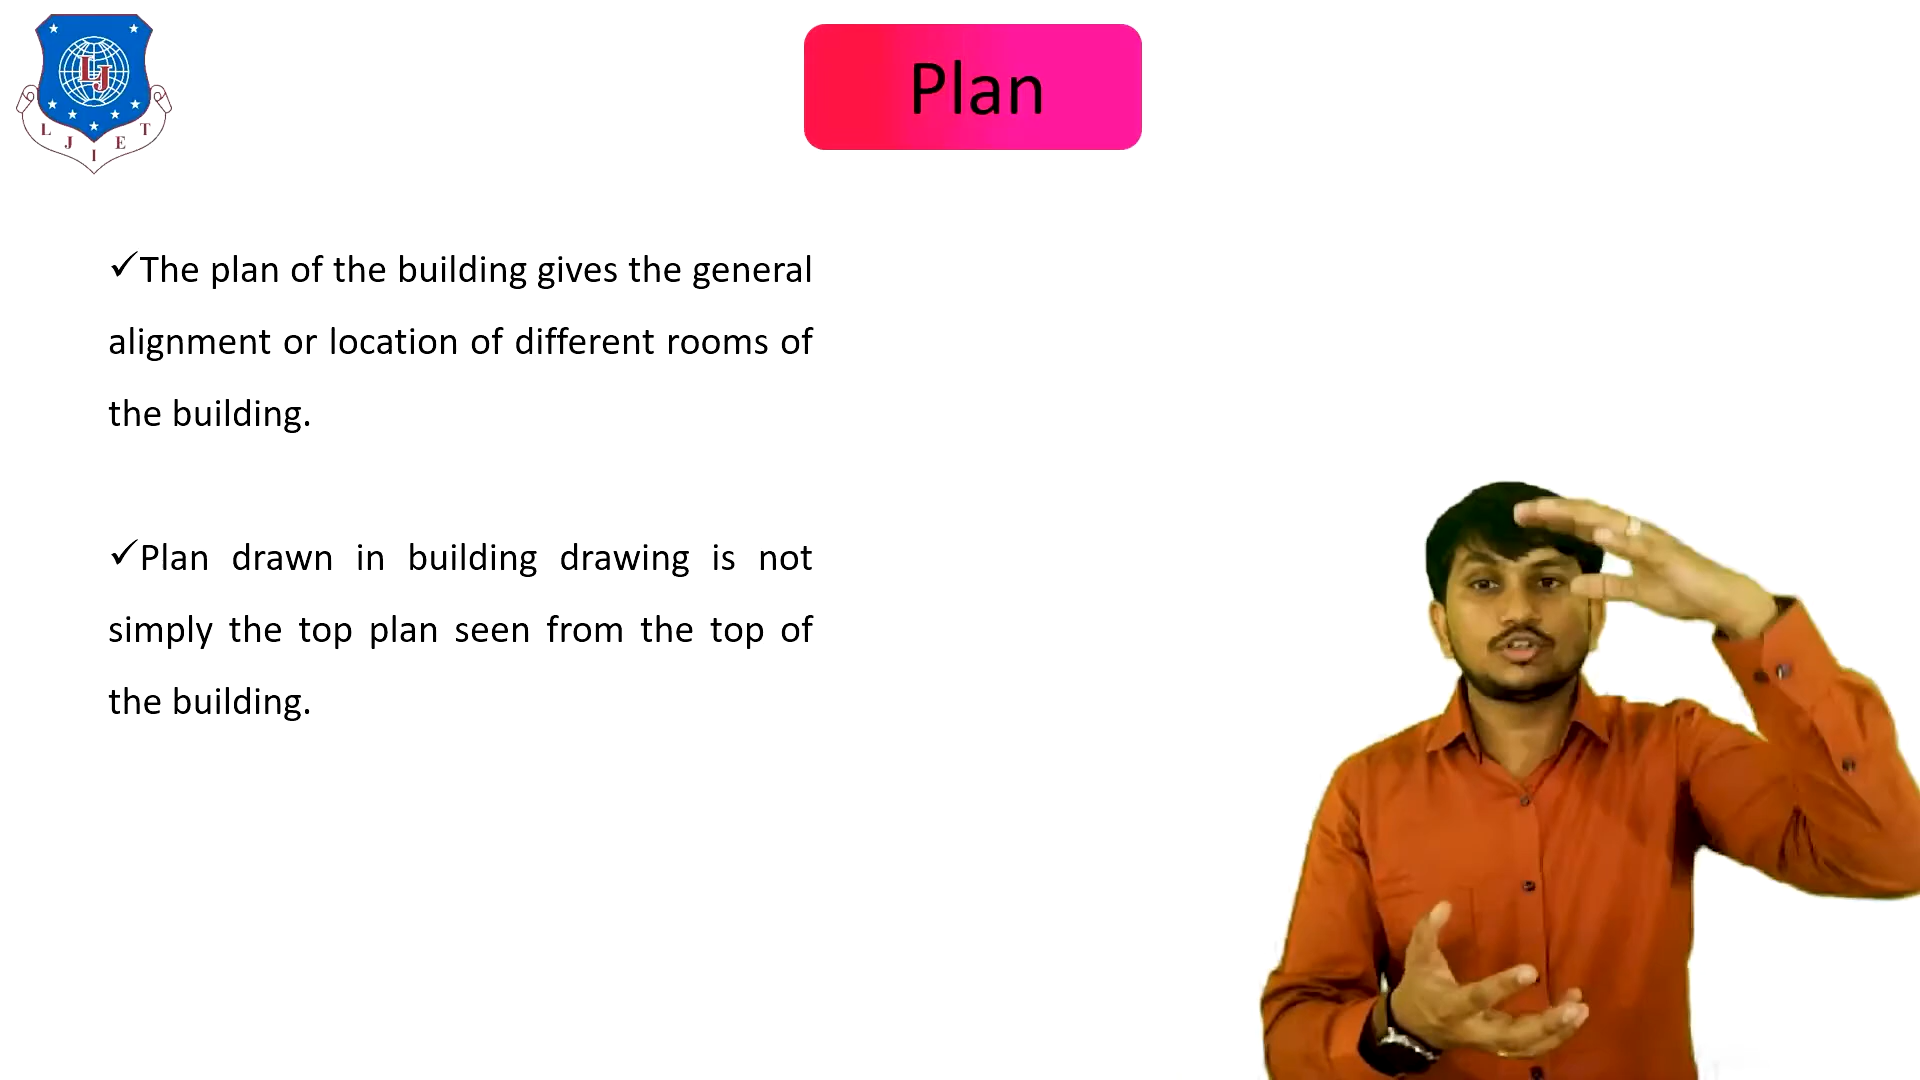 LJ
L J I E T
Plan
✓The plan of the building gives the general
alignment or location of different rooms of
the building.
✓Plan drawn in building drawing is not
simply the top plan seen from the top of
the building.